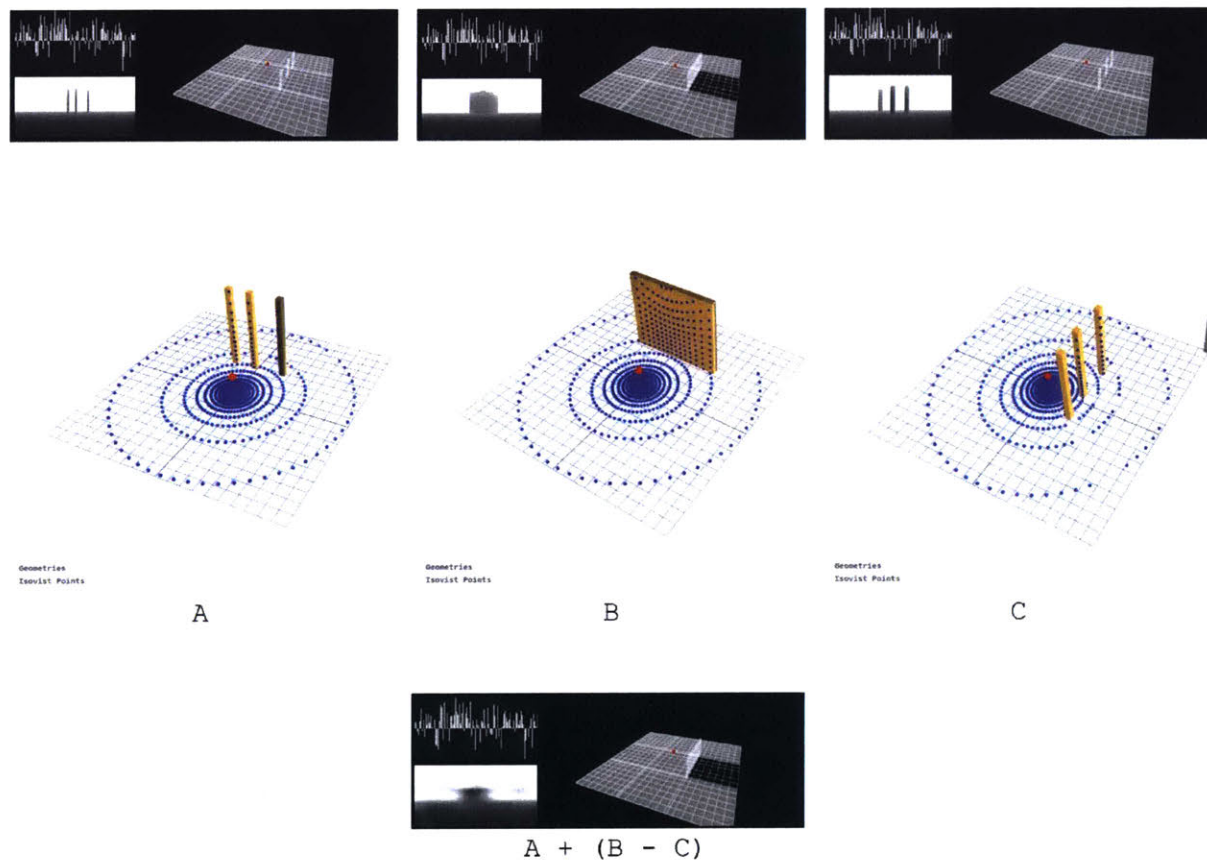 Geometries
Isovist Points
A
Geometries
Isovist Points
B
Geometries
Isovist Points
C
A + (B - C)